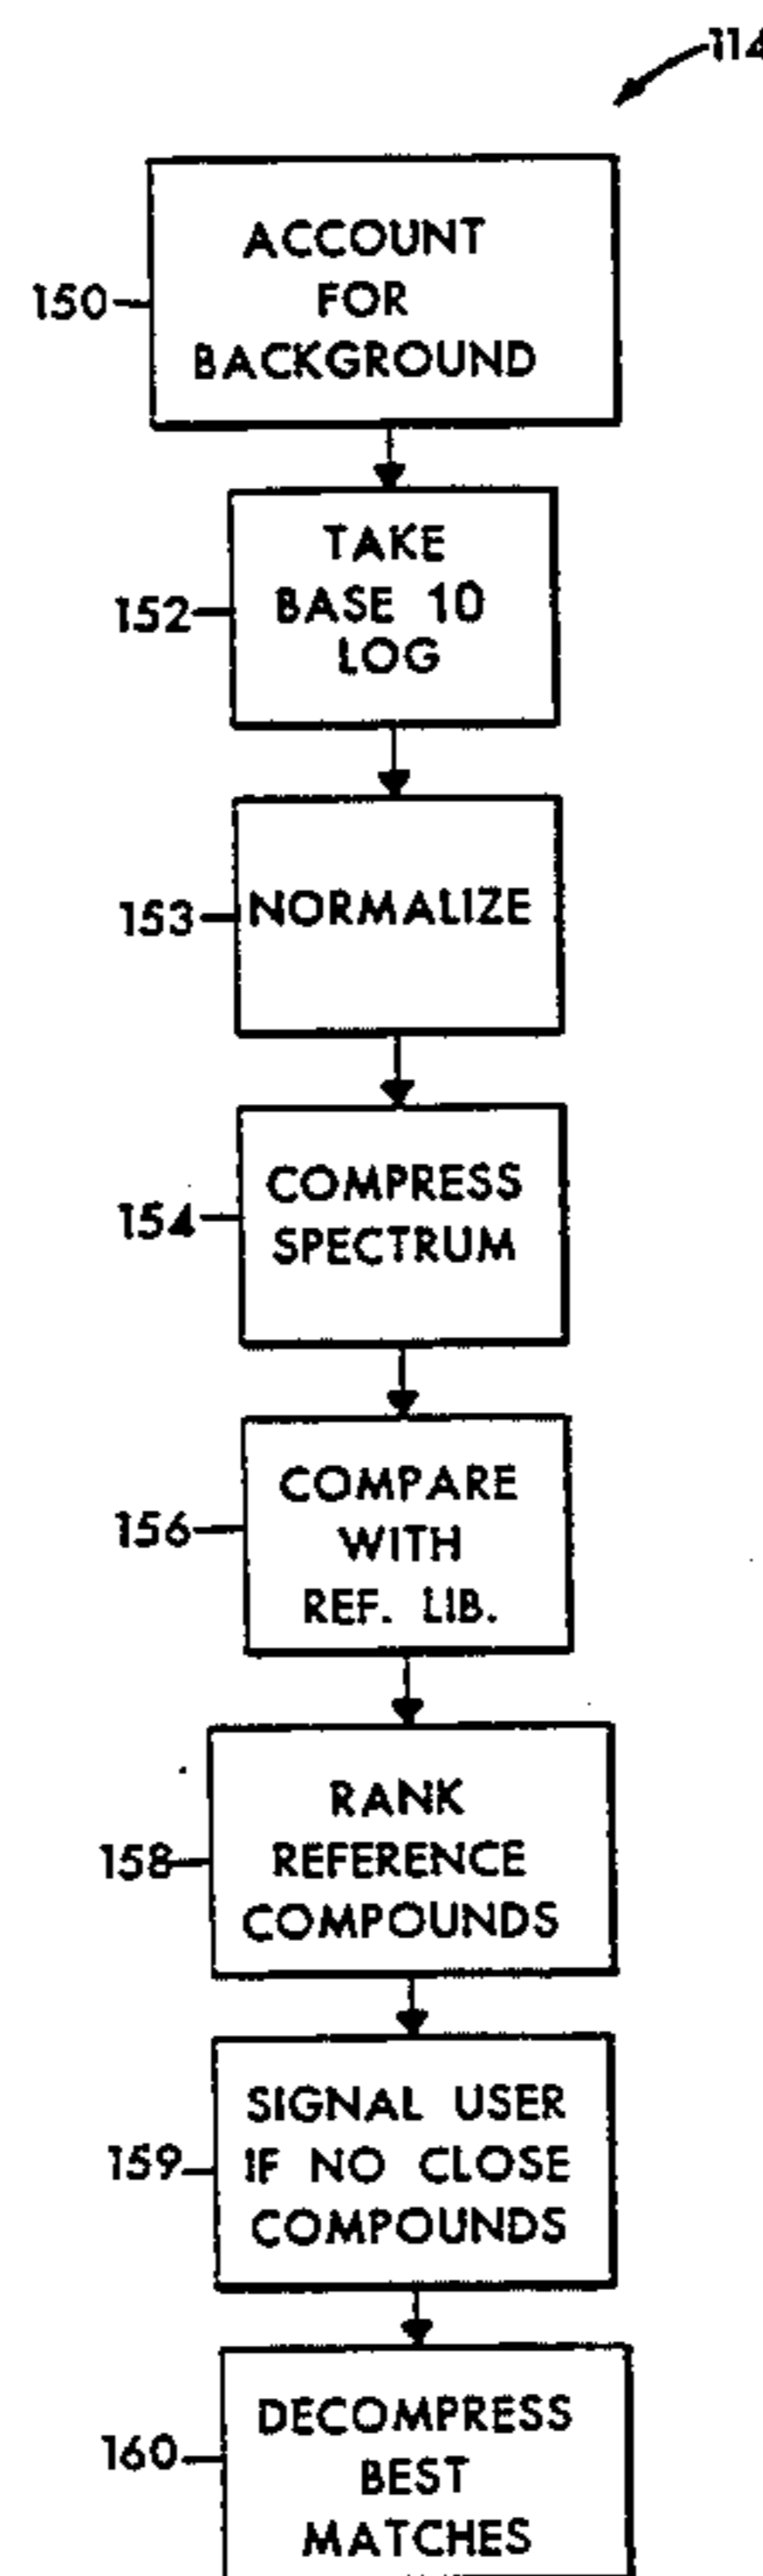 114
ACCOUNT
FOR
BACKGROUND
150
TAKE
BASE 10
LOG
152
NORMALIZE
153
COMPRESS
SPECTRUM
154
COMPARE
WITH
REF. LIB.
156
RANK
REFERENCE
COMPOUNDS
158
SIGNAL USER
IF NO CLOSE
COMPOUNDS
159
DECOMPRESS
BEST
MATCHES
160